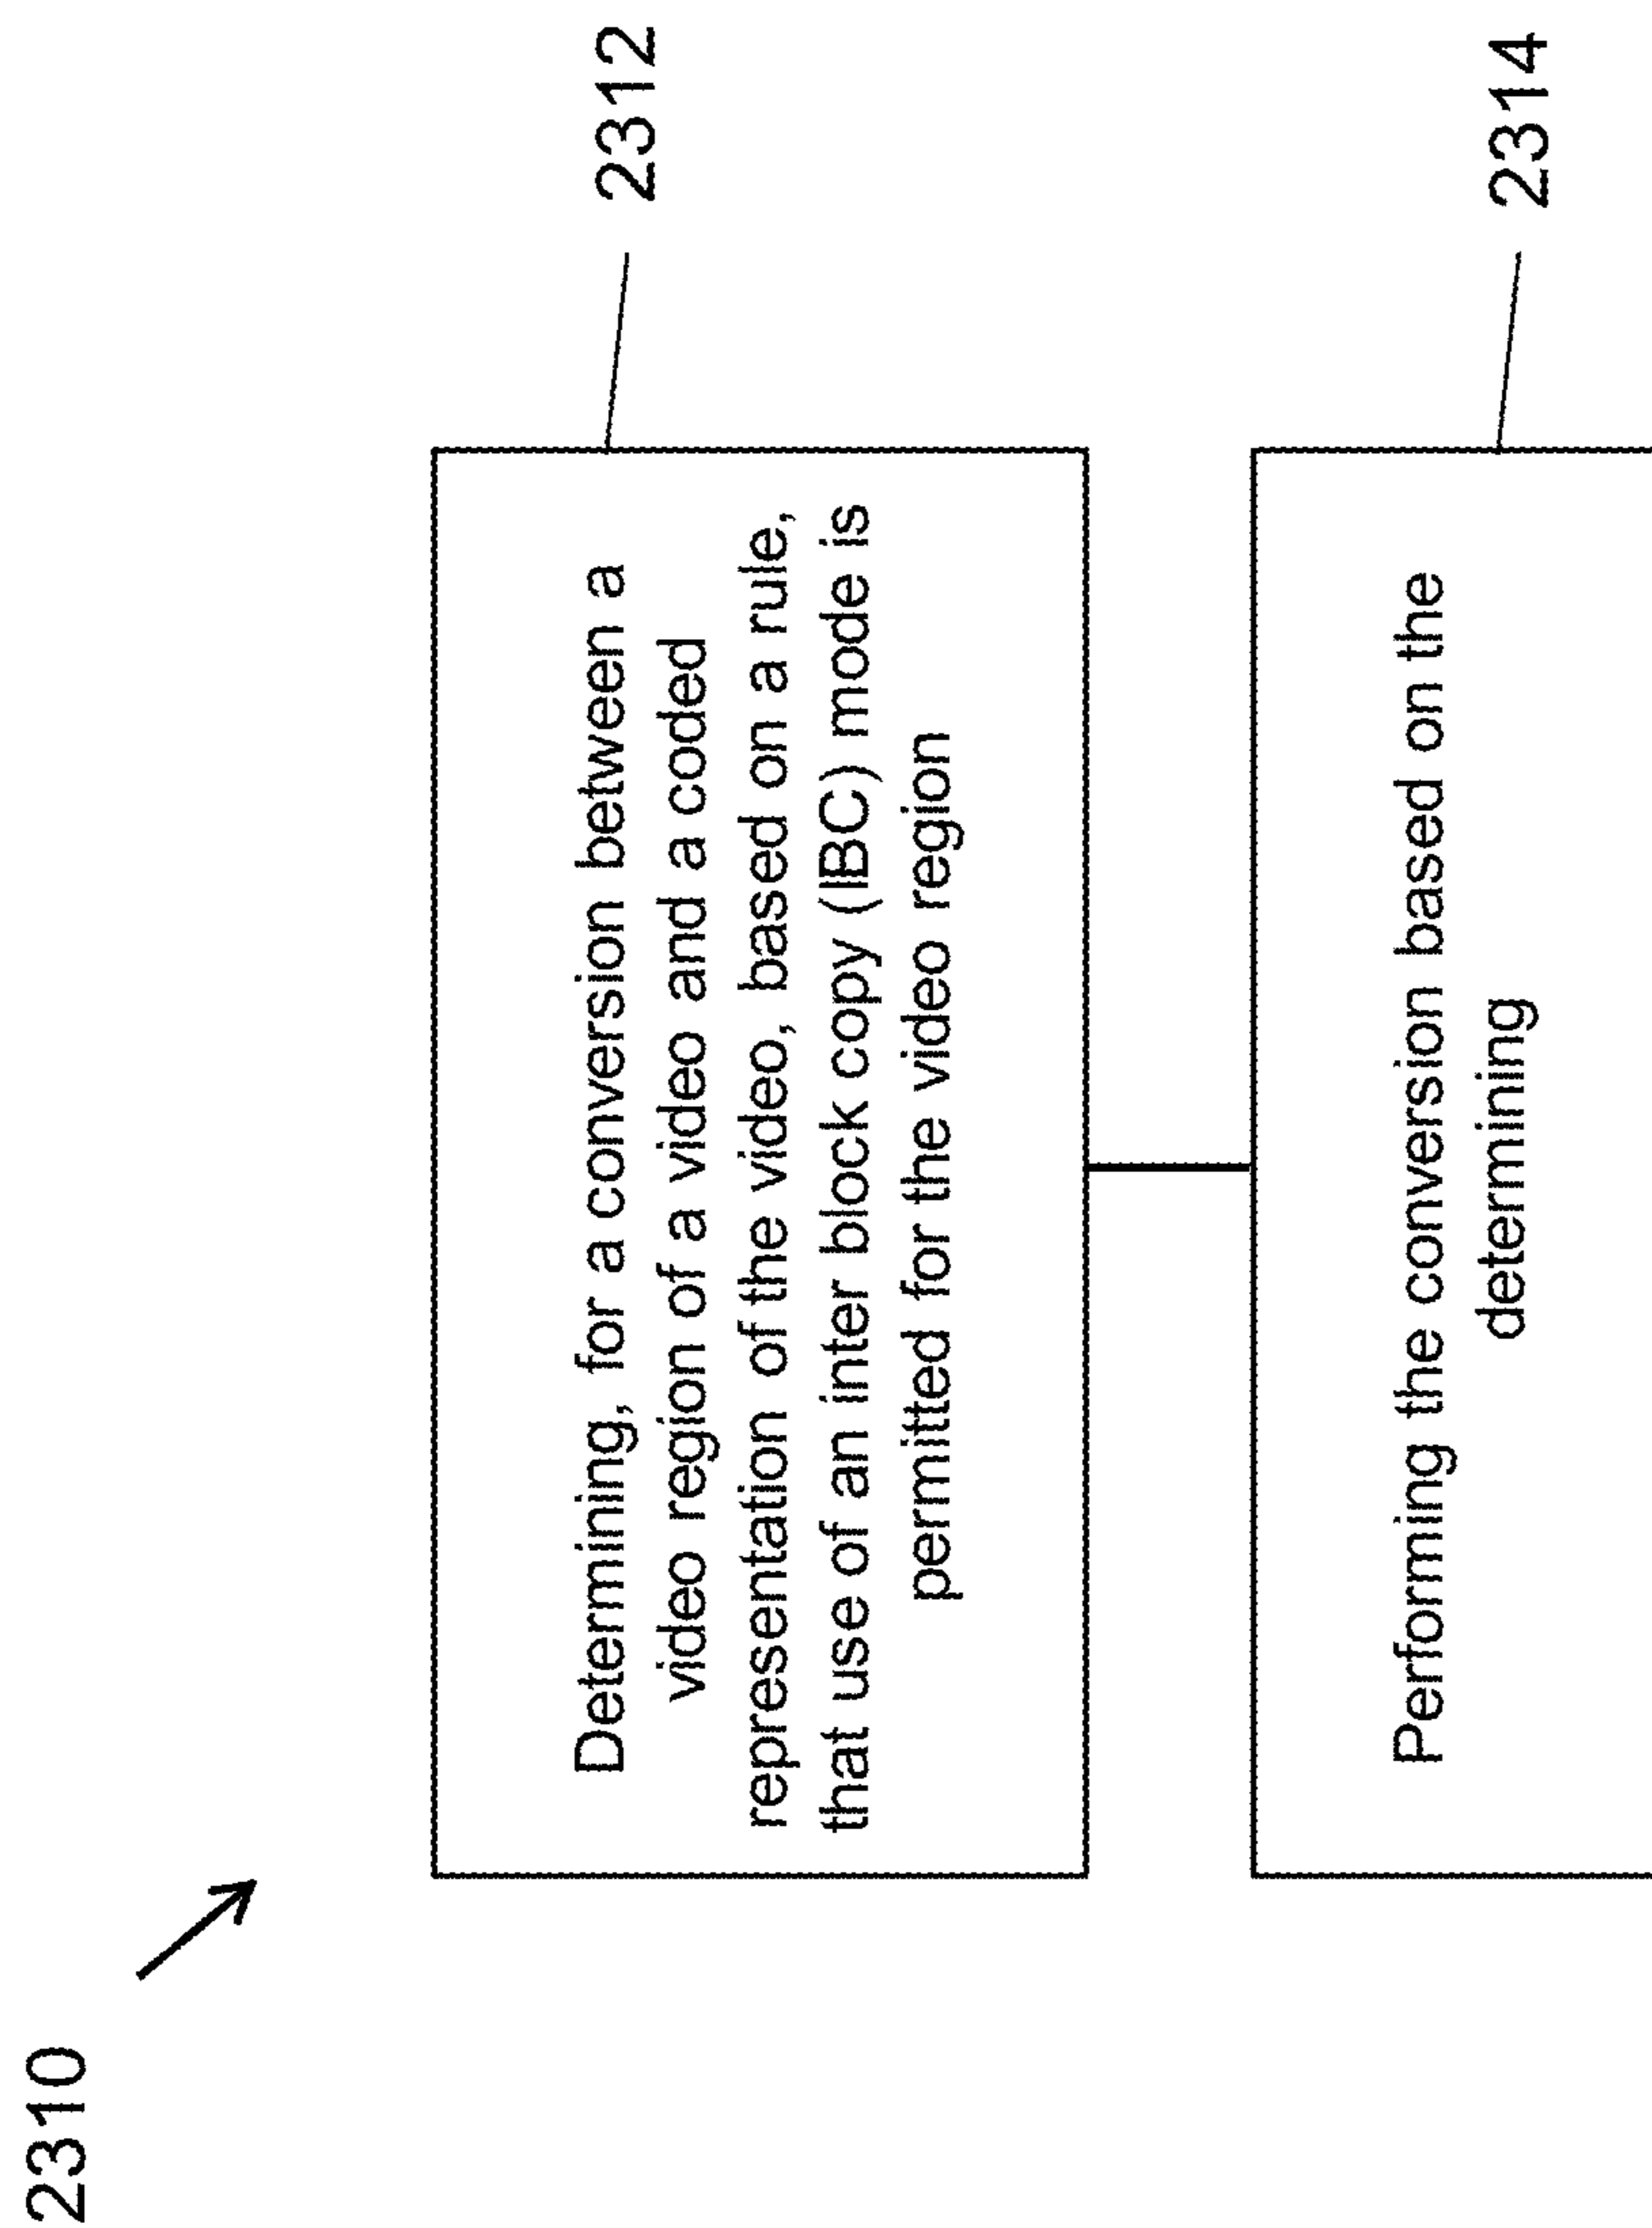 2310
Determining, for a conversion between a
video region of a video and a coded
representation of the video, based on a rule,
that use of an inter block copy (IBC) mode is
permitted for the video region
2312
Performing the conversion based on the
determining
2314